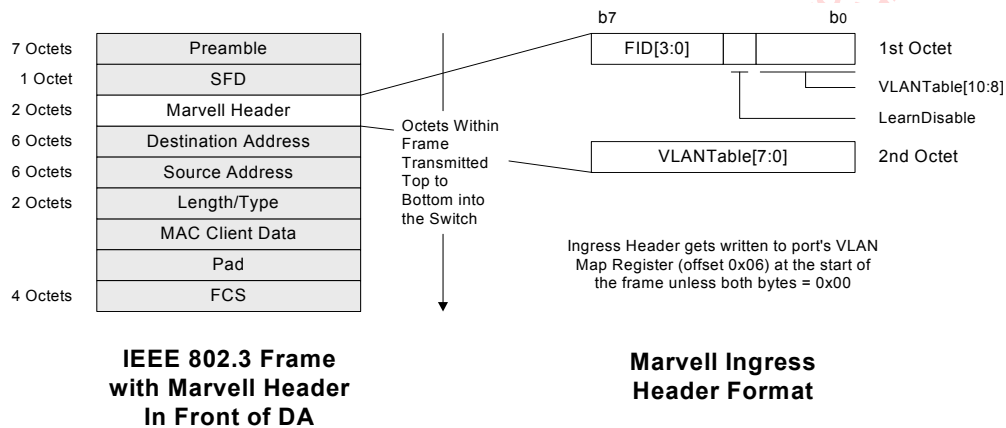 b7
b0
7 Octets
Preamble
1 Octet
SFD
2 Octets
Marvell Header
6 Octets
Destination Address
6 Octets
Source Address
2 Octets
Length/Type
MAC Client Data
Pad
4 Octets
FCS
Octets Within
Frame
Transmitted
Top to
Bottom into
the Switch
FID[3:0]
1st Octet
VLANTable[10:8]
LearnDisable
VLANTable[7:0]
2nd Octet
Ingress Header gets written to port's VLAN
Map Register (offset 0x06) at the start of
the frame unless both bytes = 0x00
IEEE 802.3 Frame
with Marvell Header
In Front of DA
Marvell Ingress
Header Format